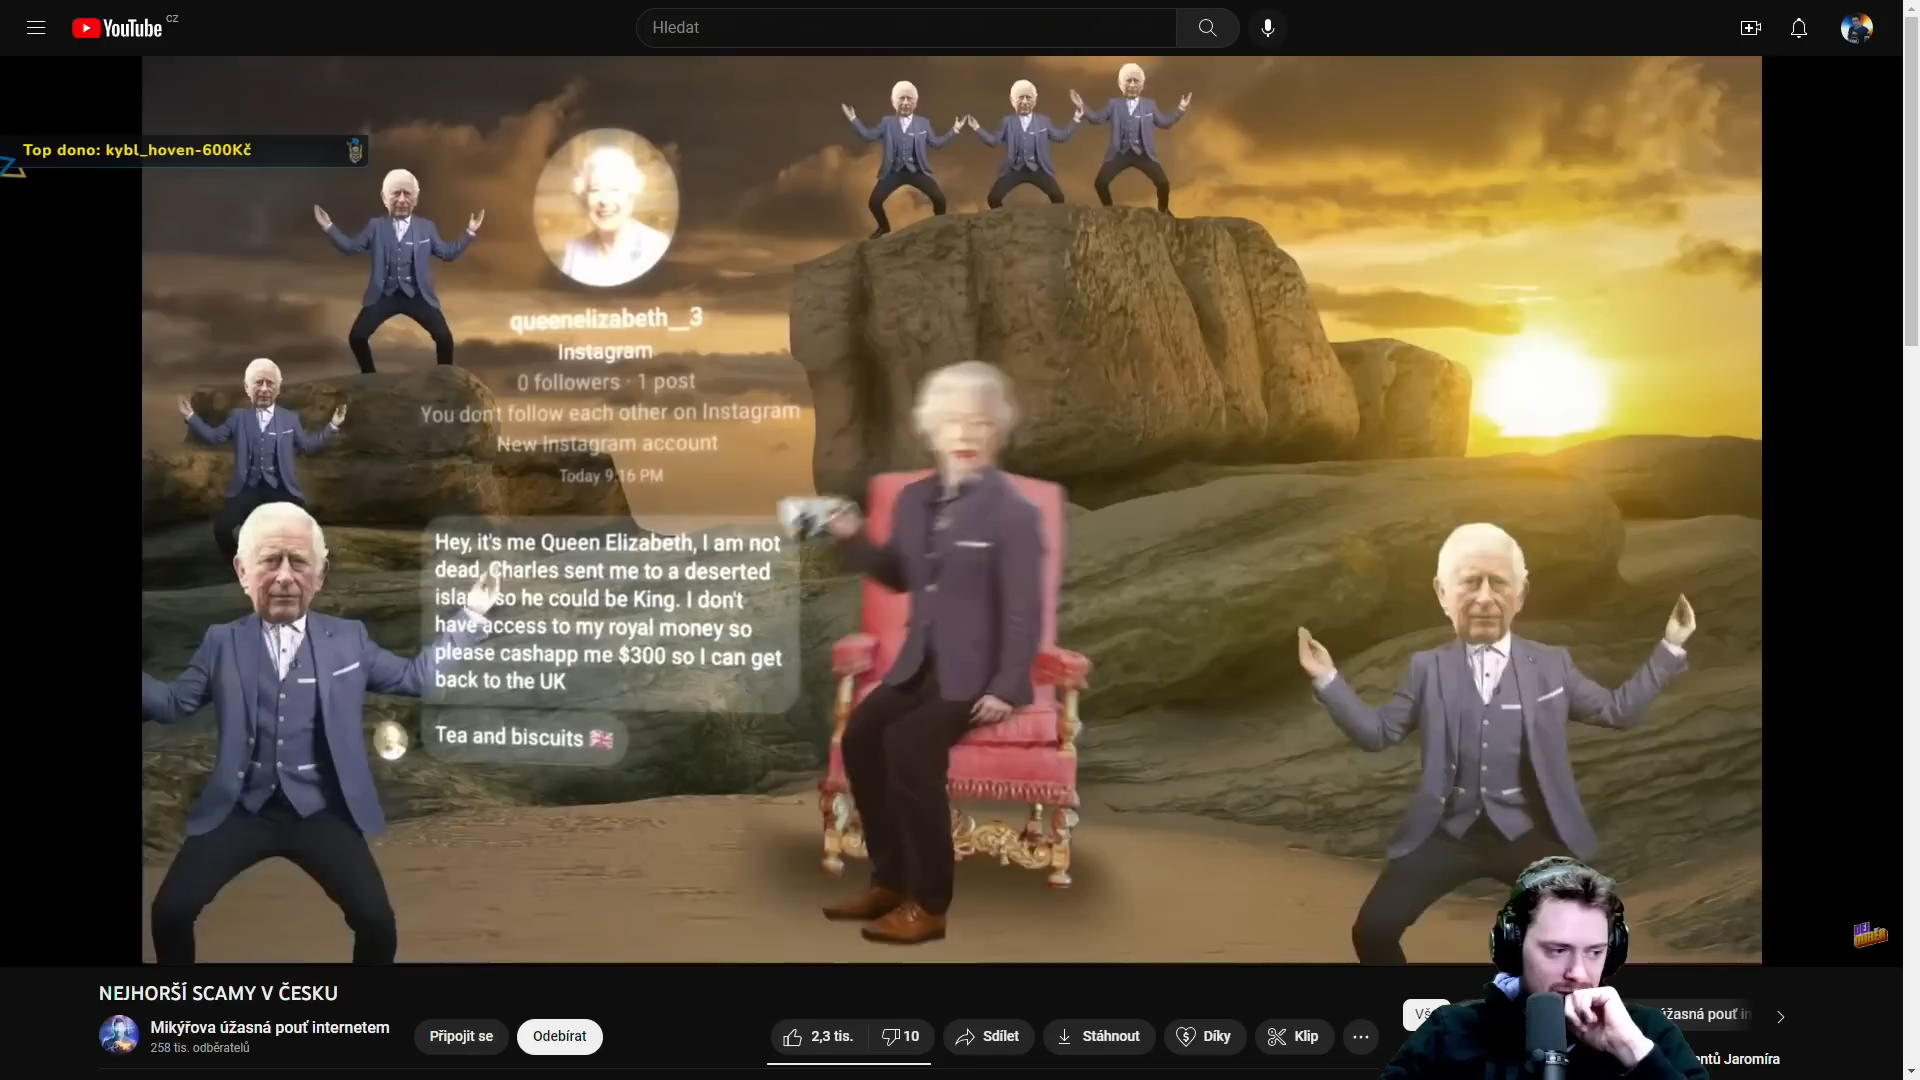 YouTube CZ
Hledat
Top dono: kybl_hoven-600Kč
queenelizabeth__3
Instagram
0 followers · 1 post
You don't follow each other on Instagram
New Instagram account
Today 9:16 PM
Hey, it's me Queen Elizabeth, I am not
dead, Charles sent me to a deserted
island so he could be King. I don't
have access to my royal money so
please cashapp me $300 so I can get
back to the UK
Tea and biscuits 🇬🇧
NEJHORŠÍ SCAMY V ČESKU
Mikýřova úžasná pouť internetem
258 tis. odběratelů
Připojit se
Odebírat
2,3 tis.
10
Sdílet
Stáhnout
Díky
Klip